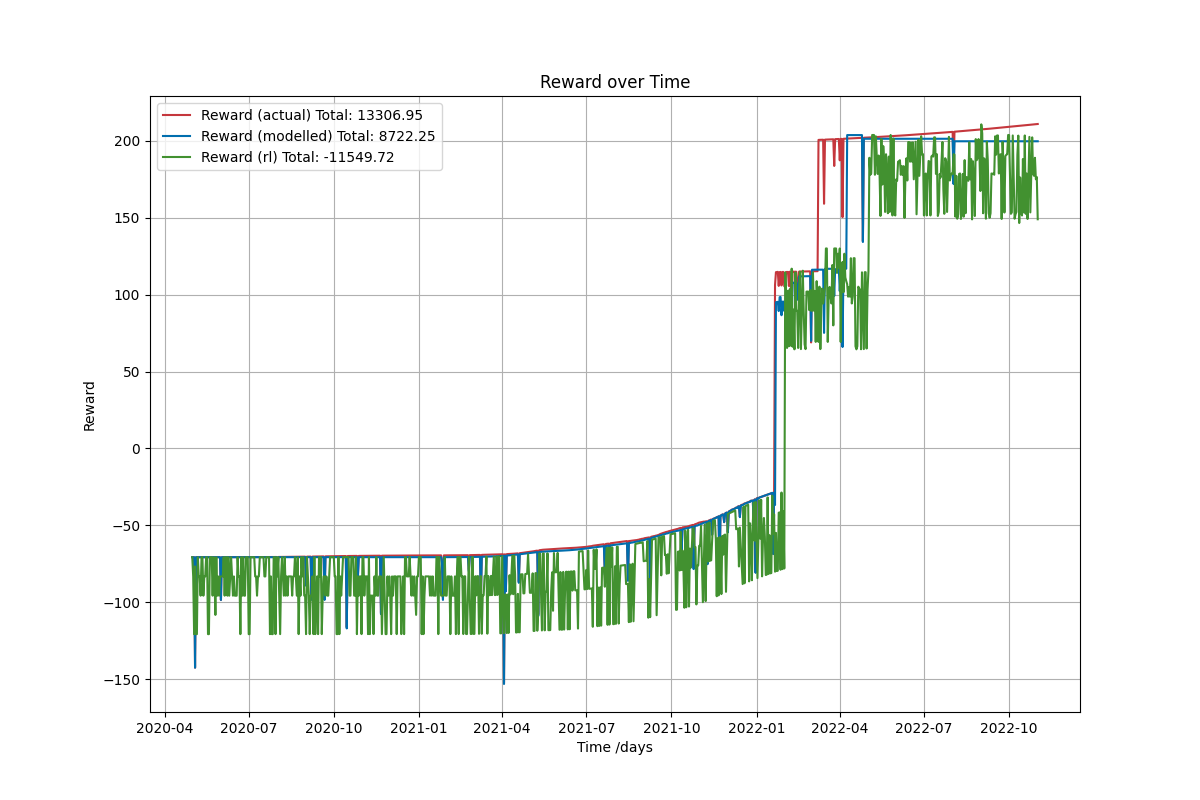 Reward over Time
Reward (actual) Total: 13306.95
Reward (modelled) Total: 8722.25
Reward (rl) Total: -11549.72
200
150
100
50
0
−50
−100
−150
Reward
2020-04 2020-07 2020-10 2021-01 2021-04 2021-07 2021-10 2022-01 2022-04 2022-07 2022-10
Time /days